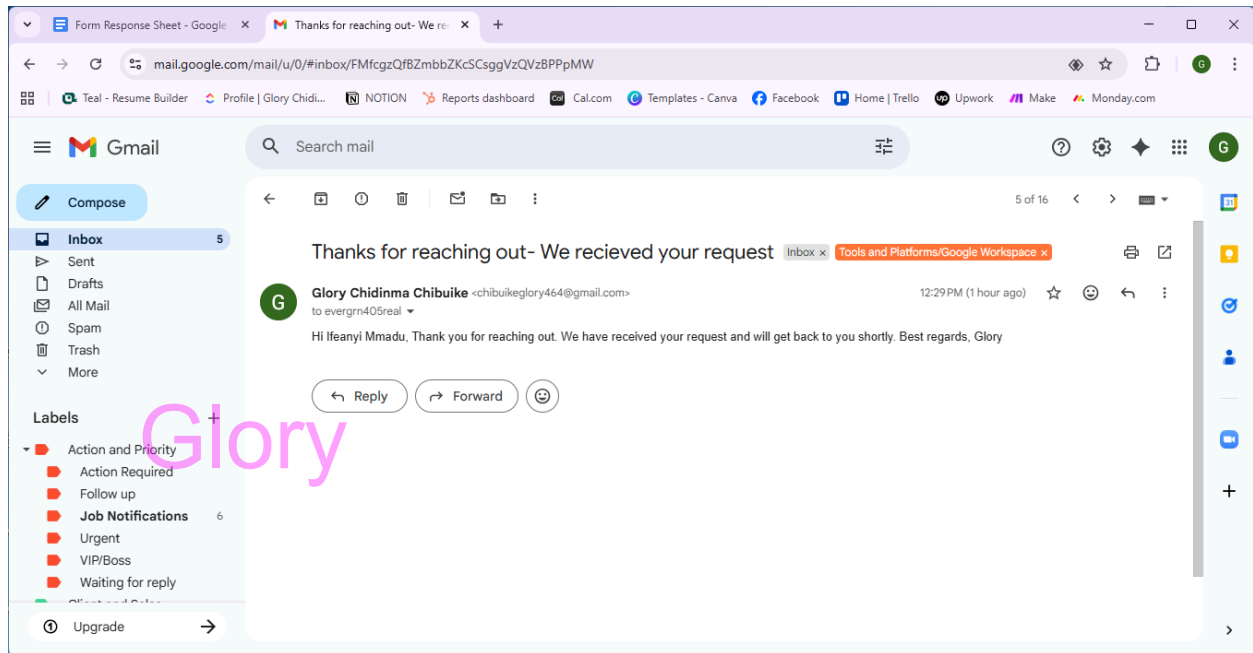 Form Response Sheet - Google
Thanks for reaching out- We re
mail.google.com/mail/u/0/#inbox/FMfcgzQfBZmbbZKcSCsggVzQVzBPPpMW
G
Teal - Resume Builder
Profile | Glory Chidi...
NOTION
Reports dashboard
Cal Cal.com
Templates - Canva
Facebook
Home | Trello
up Upwork
Make
Monday.com
Gmail
Search mail
G
Compose
5 of 16
31
Inbox 5
Sent
Drafts
All Mail
Spam
Trash
More
Thanks for reaching out- We recieved your request Inbox x Tools and Platforms/Google Workspace x
G
Glory Chidinma Chibuike <chibuikeglory464@gmail.com> 12:29 PM (1 hour ago)
to evergrn405real
Hi Ifeanyi Mmadu, Thank you for reaching out. We have received your request and will get back to you shortly. Best regards, Glory
Reply Forward
Labels
Glory
Action and Priority
Action Required
Follow up
Job Notifications 6
Urgent
VIP/Boss
Waiting for reply
Upgrade